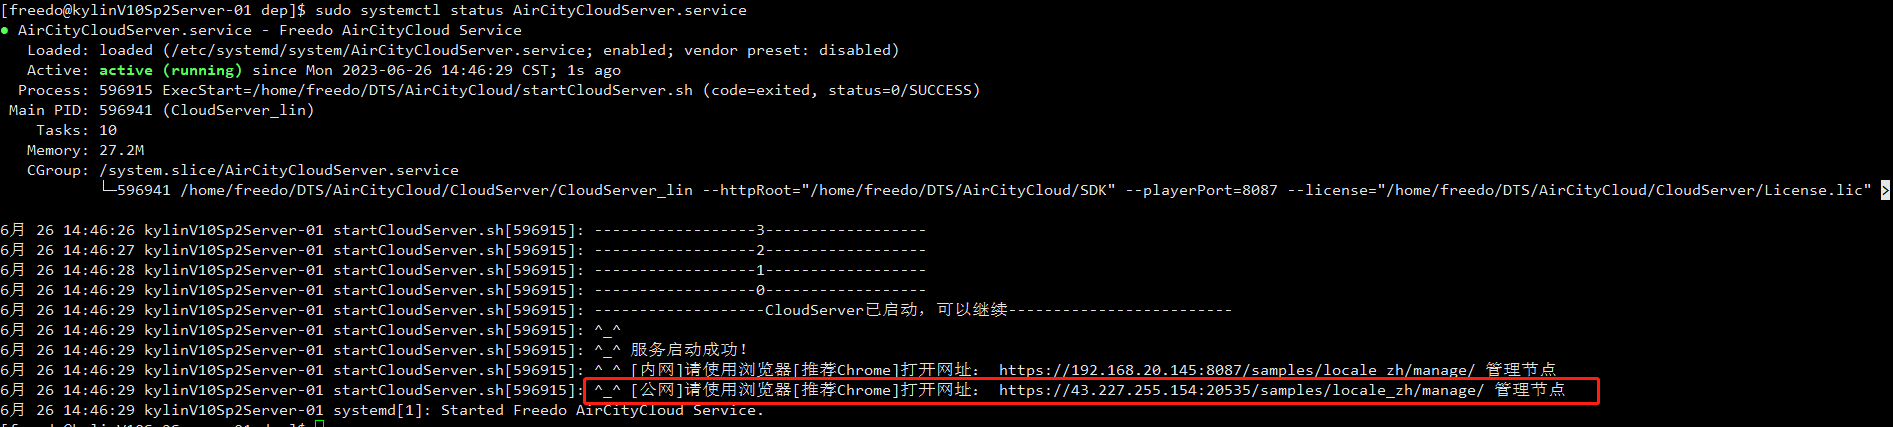 [freedo@kylinV10Sp2Server-01 dep]$ sudo systemctl status AirCityCloudServer.service
● AirCityCloudServer.service - Freedo AirCityCloud Service
Loaded: loaded (/etc/systemd/system/AirCityCloudServer.service; enabled; vendor preset: disabled)
Active: active (running) since Mon 2023-06-26 14:46:29 CST; 1s ago
Process: 596915 ExecStart=/home/freedo/DTS/AirCityCloud/startCloudServer.sh (code=exited, status=0/SUCCESS)
Main PID: 596941 (CloudServer_lin)
Tasks: 10
Memory: 27.2M
CGroup: /system.slice/AirCityCloudServer.service
└─596941 /home/freedo/DTS/AirCityCloud/CloudServer/CloudServer_lin --httpRoot="/home/freedo/DTS/AirCityCloud/SDK" --playerPort=8087 --license="/home/freedo/DTS/AirCityCloud/CloudServer/License.lic" >
6月 26 14:46:26 kylinV10Sp2Server-01 startCloudServer.sh[596915]: ------------------3------------------
6月 26 14:46:27 kylinV10Sp2Server-01 startCloudServer.sh[596915]: ------------------2------------------
6月 26 14:46:28 kylinV10Sp2Server-01 startCloudServer.sh[596915]: ------------------1------------------
6月 26 14:46:29 kylinV10Sp2Server-01 startCloudServer.sh[596915]: ------------------0------------------
6月 26 14:46:29 kylinV10Sp2Server-01 startCloudServer.sh[596915]: -------------------CloudServer已启动，可以继续-------------------------
6月 26 14:46:29 kylinV10Sp2Server-01 startCloudServer.sh[596915]: ^_^
6月 26 14:46:29 kylinV10Sp2Server-01 startCloudServer.sh[596915]: ^_^ 服务启动成功！
6月 26 14:46:29 kylinV10Sp2Server-01 startCloudServer.sh[596915]: ^_^ [内网]请使用浏览器[推荐Chrome]打开网址： https://192.168.20.145:8087/samples/locale_zh/manage/ 管理节点
6月 26 14:46:29 kylinV10Sp2Server-01 startCloudServer.sh[596915]: ^_^ [公网]请使用浏览器[推荐Chrome]打开网址： https://43.227.255.154:20535/samples/locale_zh/manage/ 管理节点
6月 26 14:46:29 kylinV10Sp2Server-01 systemd[1]: Started Freedo AirCityCloud Service.